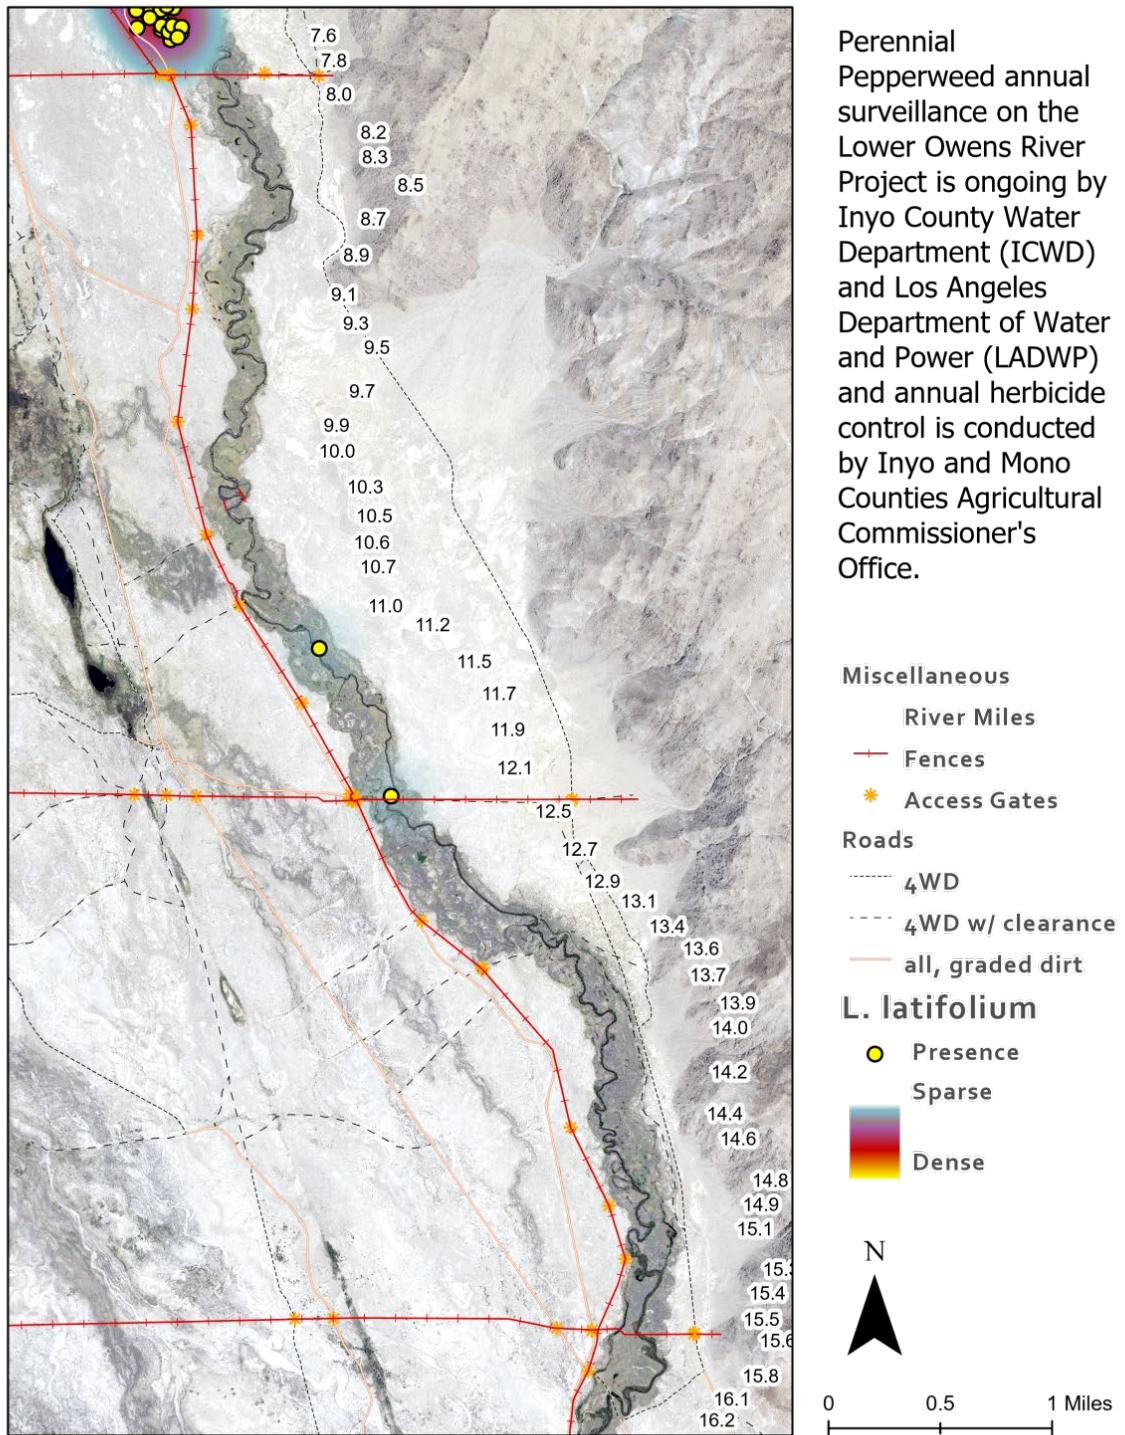 7.6
7.8
8.0
8.2
8.3
8.5
8.7
8.9
9.1
9.3
9.5
9.7
9.9
10.0
10.3
10.5
10.6
10.7
11.0
11.2
11.5
11.7
11.9
12.1
12.5
12.7
12.9
13.1
13.4
13.6
13.7
13.9
14.0
14.2
14.4
14.6
14.8
14.9
15.1
15.3
15.4
15.5
15.6
15.8
16.1
16.2
Perennial
Pepperweed annual
surveillance on the
Lower Owens River
Project is ongoing by
Inyo County Water
Department (ICWD)
and Los Angeles
Department of Water
and Power (LADWP)
and annual herbicide
control is conducted
by Inyo and Mono
Counties Agricultural
Commissioner's
Office.
Miscellaneous
River Miles
Fences
Access Gates
Roads
4WD
4WD w/ clearance
all, graded dirt
L. latifolium
Presence
Sparse
Dense
N
0 0.5 1 Miles